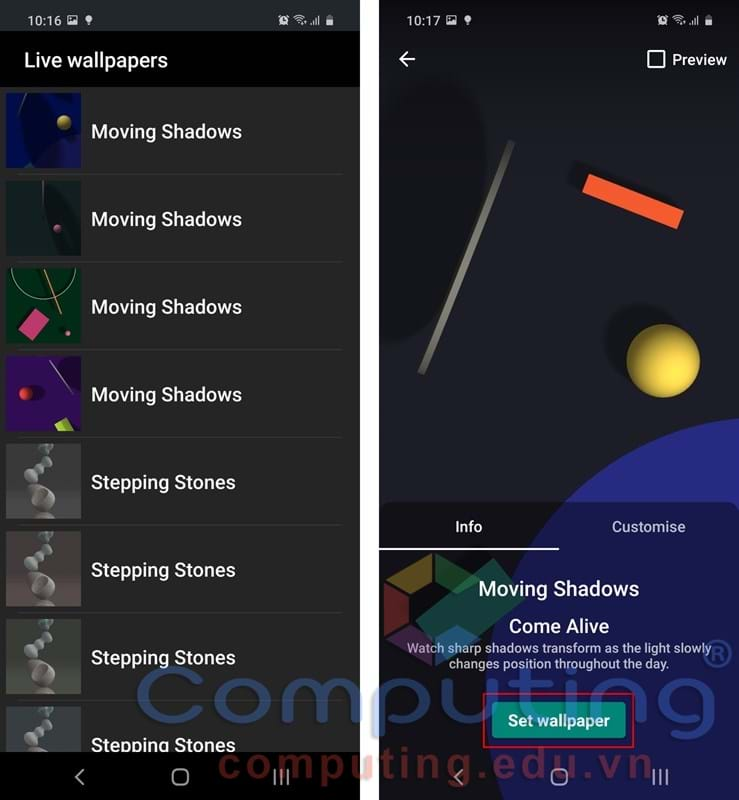 10:16
Live wallpapers
Moving Shadows
Moving Shadows
Moving Shadows
Moving Shadows
Stepping Stones
Stepping Stones
Stepping Stones
Stepping Stones
10:17
Preview
Info
Customise
Moving Shadows
Come Alive
Watch sharp shadows transform as the light slowly
changes position throughout the day.
Set wallpaper
Computing®
computing.edu.vn